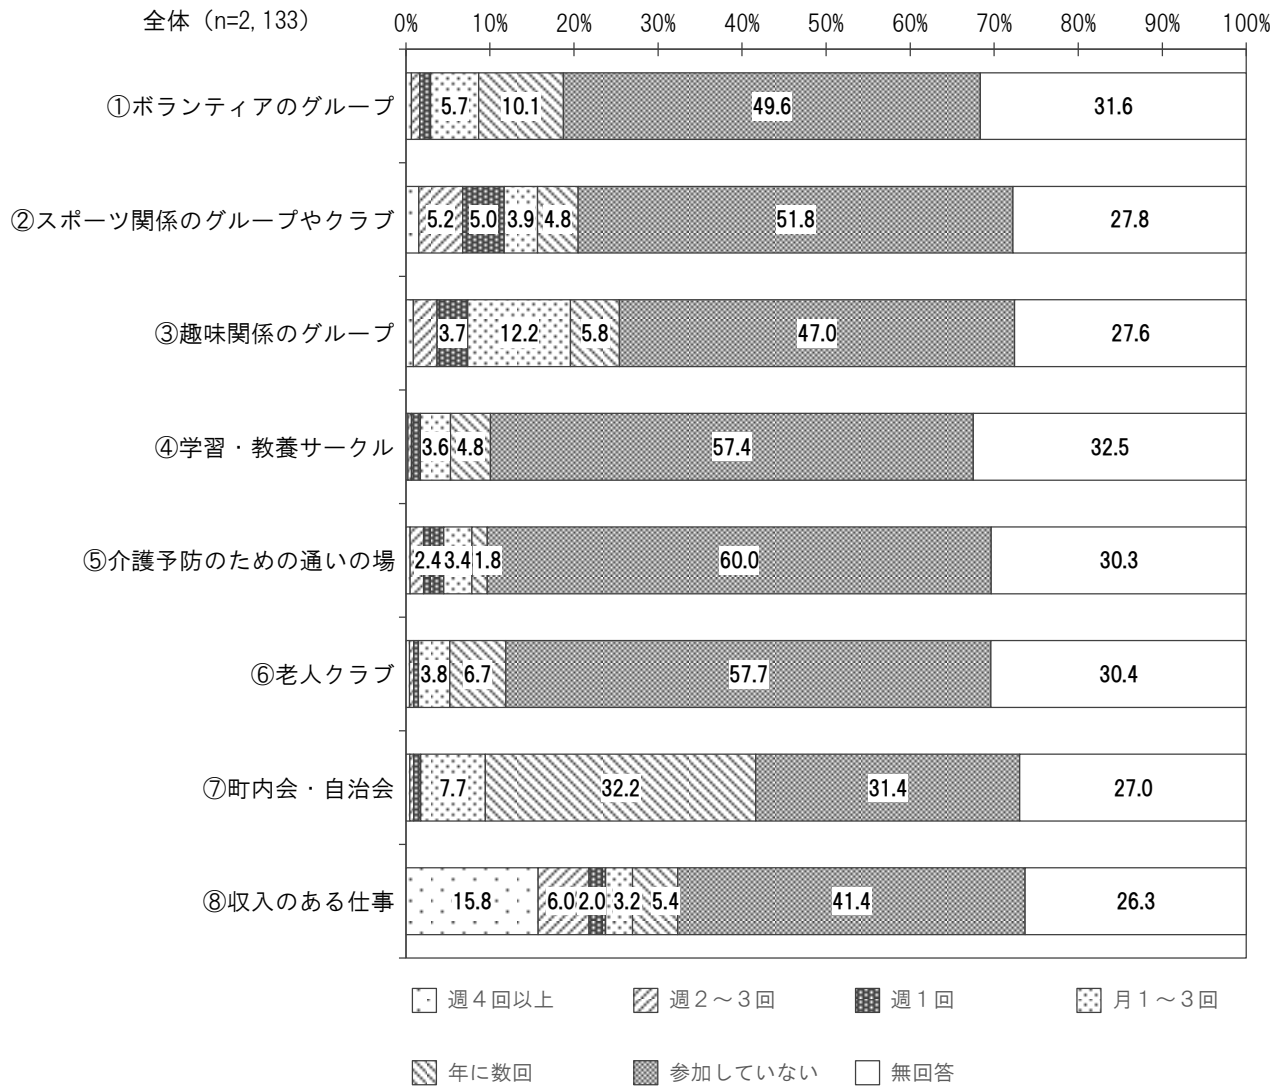 全体（n=2,133）
0% 10% 20% 30% 40% 50% 60% 70% 80% 90% 100%
①ボランティアのグループ 5.7 10.1 49.6 31.6
②スポーツ関係のグループやクラブ 5.2 5.0 3.9 4.8 51.8 27.8
③趣味関係のグループ 3.7 12.2 5.8 47.0 27.6
④学習・教養サークル 3.6 4.8 57.4 32.5
⑤介護予防のための通いの場 2.4 3.4 1.8 60.0 30.3
⑥老人クラブ 3.8 6.7 57.7 30.4
⑦町内会・自治会 7.7 32.2 31.4 27.0
⑧収入のある仕事 15.8 6.0 2.0 3.2 5.4 41.4 26.3
週４回以上 週２～３回 週１回 月１～３回
年に数回 参加していない 無回答